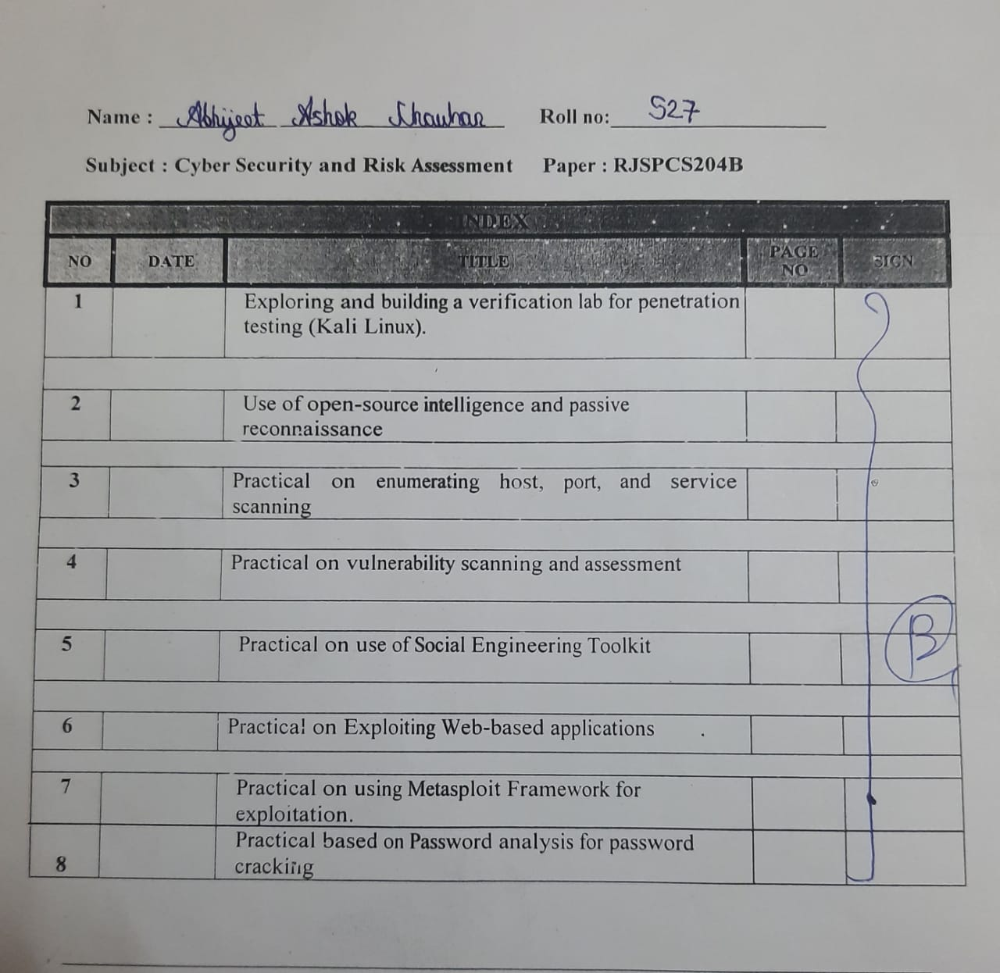 Name : Abhijeet Ashok Chauhan Roll no: S27
Subject : Cyber Security and Risk Assessment Paper : RJSPCS204B
INDEX
NO DATE TITLE PAGE NO SIGN
1 Exploring and building a verification lab for penetration
testing (Kali Linux).
2 Use of open-source intelligence and passive
reconnaissance
3 Practical on enumerating host, port, and service
scanning
4 Practical on vulnerability scanning and assessment
5 Practical on use of Social Engineering Toolkit
B
6 Practical on Exploiting Web-based applications
7 Practical on using Metasploit Framework for
exploitation.
Practical based on Password analysis for password
8 cracking